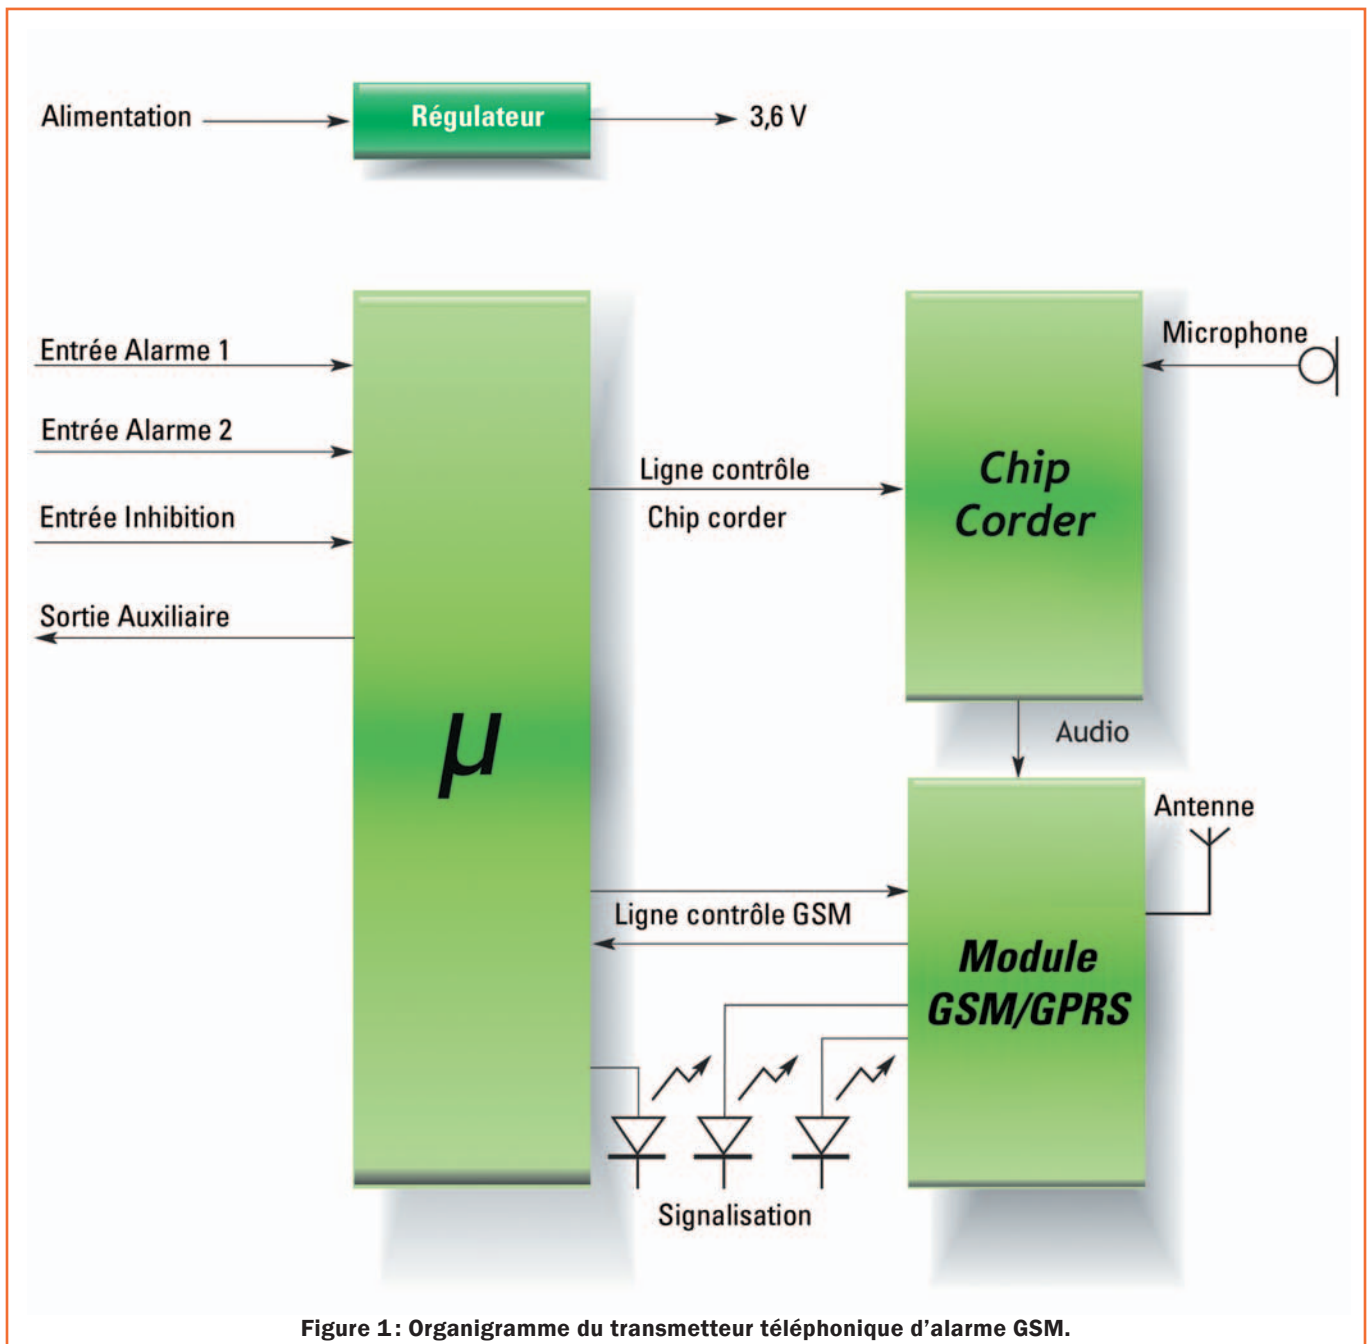 Alimentation
Régulateur
3,6 V
Entrée Alarme 1
Entrée Alarme 2
Entrée Inhibition
Sortie Auxiliaire
µ
Ligne contrôle
Chip corder
Chip
Corder
Microphone
Audio
Antenne
Ligne contrôle GSM
Module
GSM/GPRS
Signalisation
Figure 1: Organigramme du transmetteur téléphonique d'alarme GSM.